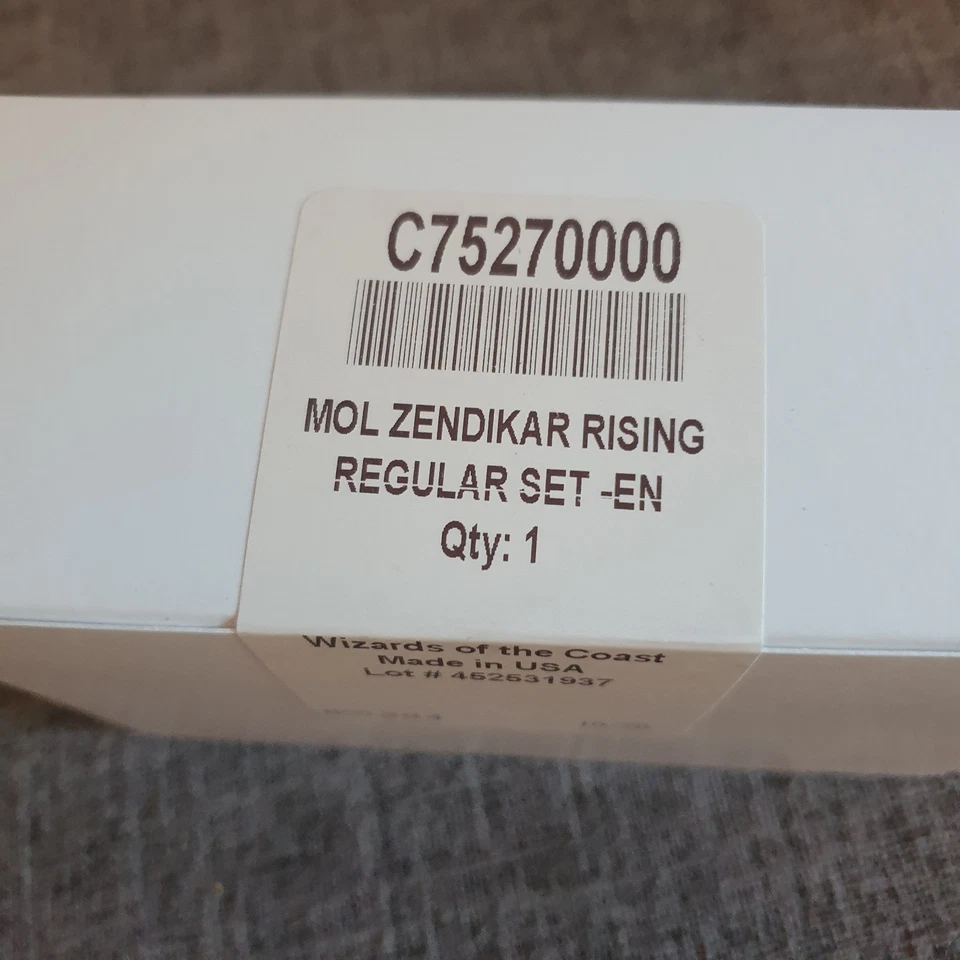 C75270000
MOL ZENDIKAR RISING
REGULAR SET -EN
Qty: 1
Wizards of the Coast
Made in USA
Lot # 452531937